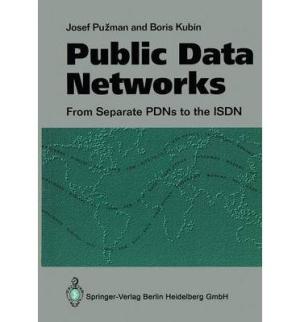 Josef Pužman and Boris Kubín
Public Data
Networks
From Separate PDNs to the ISDN
Springer-Verlag Berlin Heidelberg GmbH